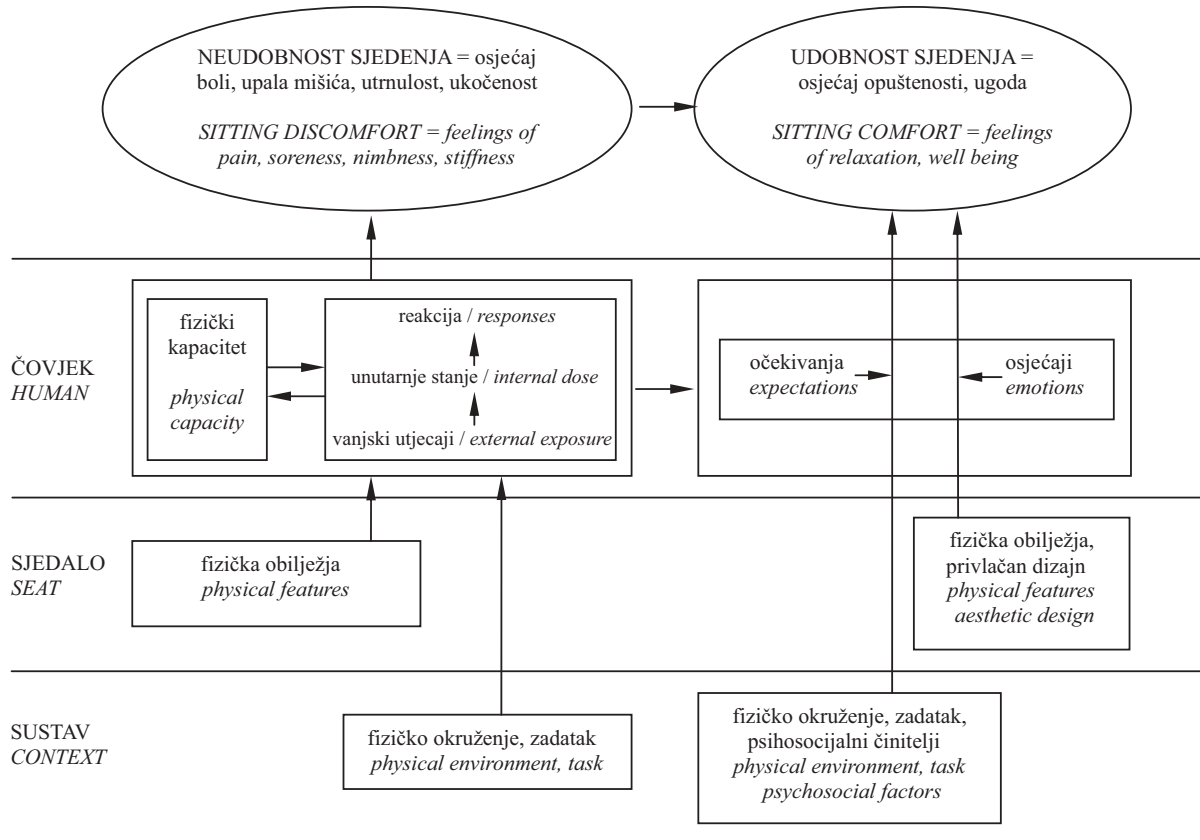 NEUDOBNOST SJEDENJA = osjećaj
boli, upala mišića, utrnulost, ukočenost
SITTING DISCOMFORT = feelings of
pain, soreness, nimbness, stiffness
UDOBNOST SJEDENJA =
osjećaj opuštenosti, ugoda
SITTING COMFORT = feelings
of relaxation, well being
ČOVJEK
HUMAN
fizički
kapacitet
physical
capacity
reakcija / responses
unutarnje stanje / internal dose
vanjski utjecaji / external exposure
očekivanja
expectations
osjećaji
emotions
SJEDALO
SEAT
fizička obilježja
physical features
fizička obilježja,
privlačan dizajn
physical features
aesthetic design
SUSTAV
CONTEXT
fizičko okruženje, zadatak
physical environment, task
fizičko okruženje, zadatak,
psihosocijalni činitelji
physical environment, task
psychosocial factors